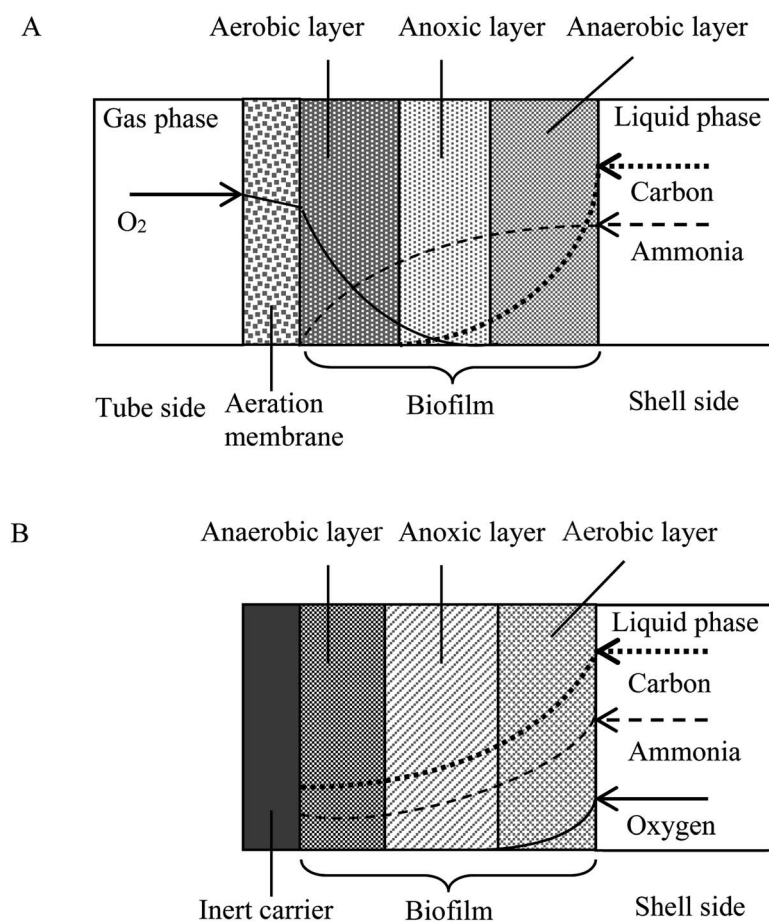 A
Aerobic layer Anoxic layer Anaerobic layer
Gas phase
Liquid phase
O₂
Carbon
Ammonia
Tube side
Aeration
membrane
Biofilm
Shell side
B
Anaerobic layer Anoxic layer Aerobic layer
Liquid phase
Carbon
Ammonia
Oxygen
Inert carrier
Biofilm
Shell side